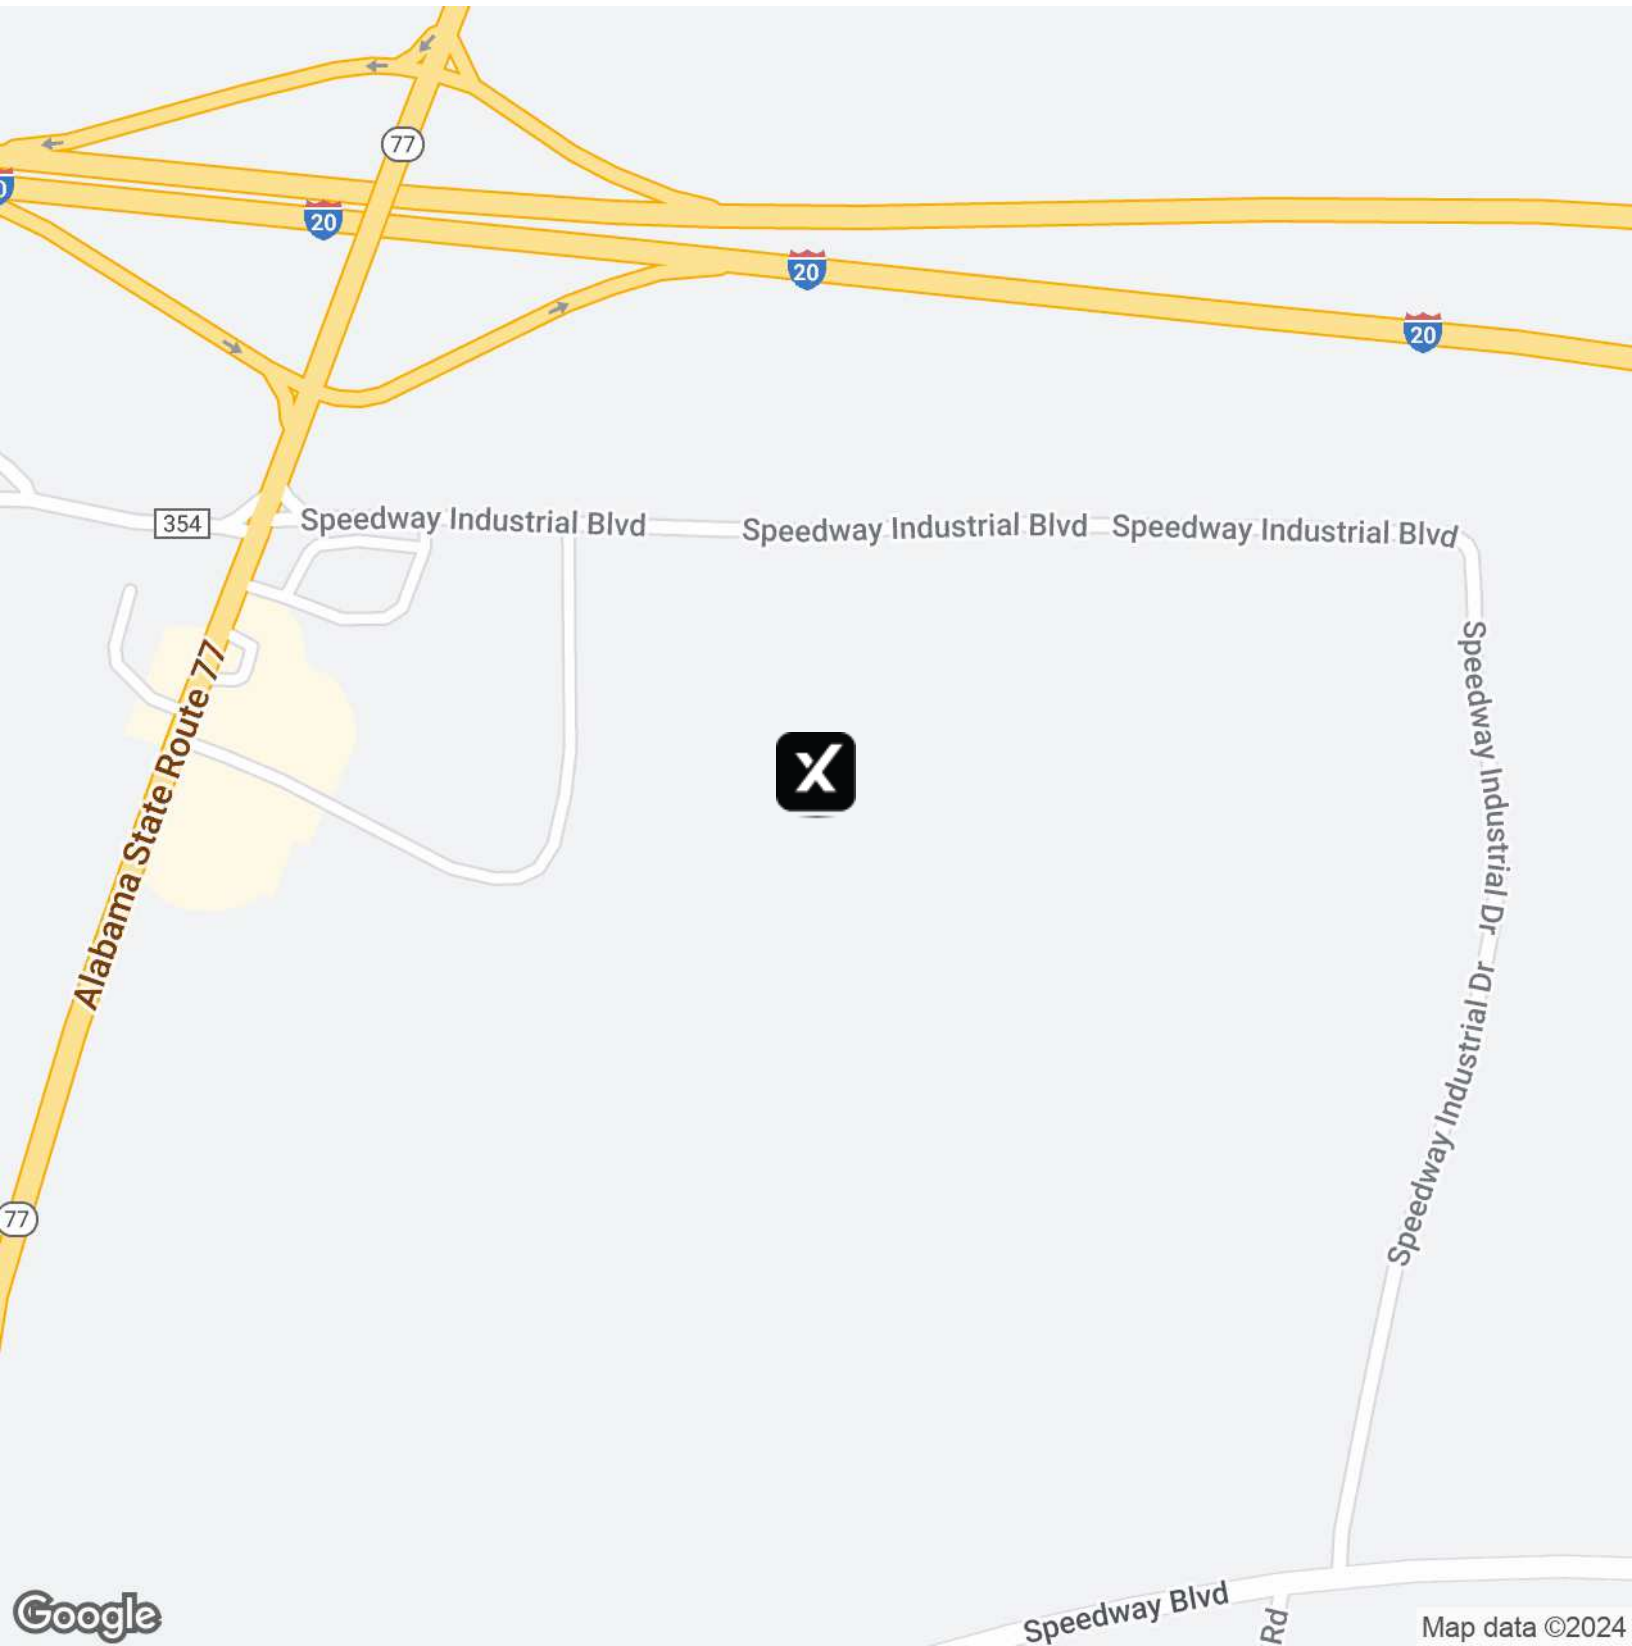 77
20
20
20
354
Speedway Industrial Blvd
Speedway Industrial Blvd
Speedway Industrial Blvd
Alabama State Route 77
Speedway Industrial Dr
Speedway Industrial Dr
77
Speedway Blvd
Rd
Google
Map data ©2024